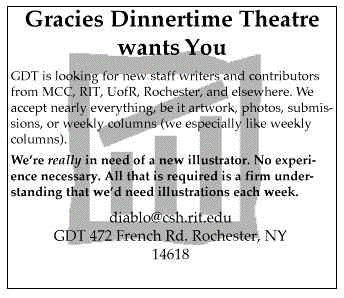 Gracies Dinnertime Theatre
wants You
GDT is looking for new staff writers and contributors
from MCC, RIT, UofR, Rochester, and elsewhere. We
accept nearly everything, be it artwork, photos, submis-
sions, or weekly columns (we especially like weekly
columns).
We're really in need of a new illustrator. No experi-
ence necessary. All that is required is a firm under-
standing that we'd need illustrations each week.
diablo@csh.rit.edu
GDT 472 French Rd, Rochester, NY
14618